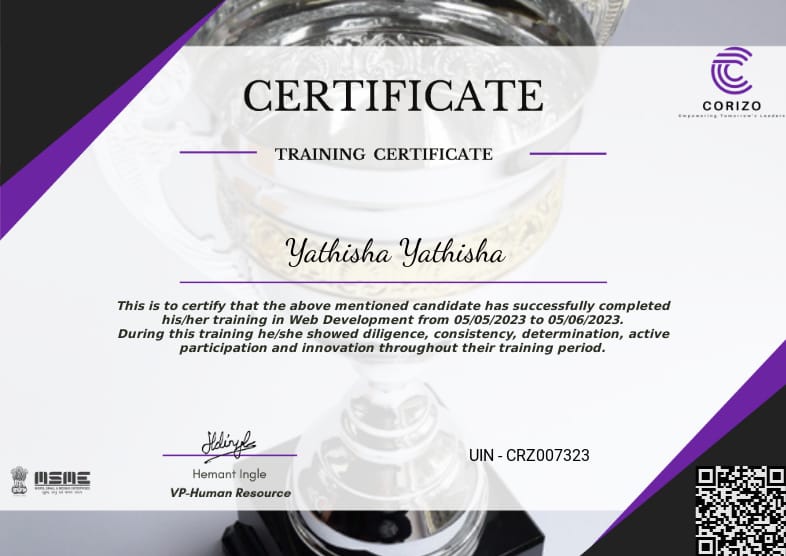 CERTIFICATE
CORIZO
Empowering Tomorrow's Leaders
TRAINING CERTIFICATE
Yathisha Yathisha
This is to certify that the above mentioned candidate has successfully completed
his/her training in Web Development from 05/05/2023 to 05/06/2023.
During this training he/she showed diligence, consistency, determination, active
participation and innovation throughout their training period.
UIN - CRZ007323
Hemant Ingle
VP-Human Resource
MSME